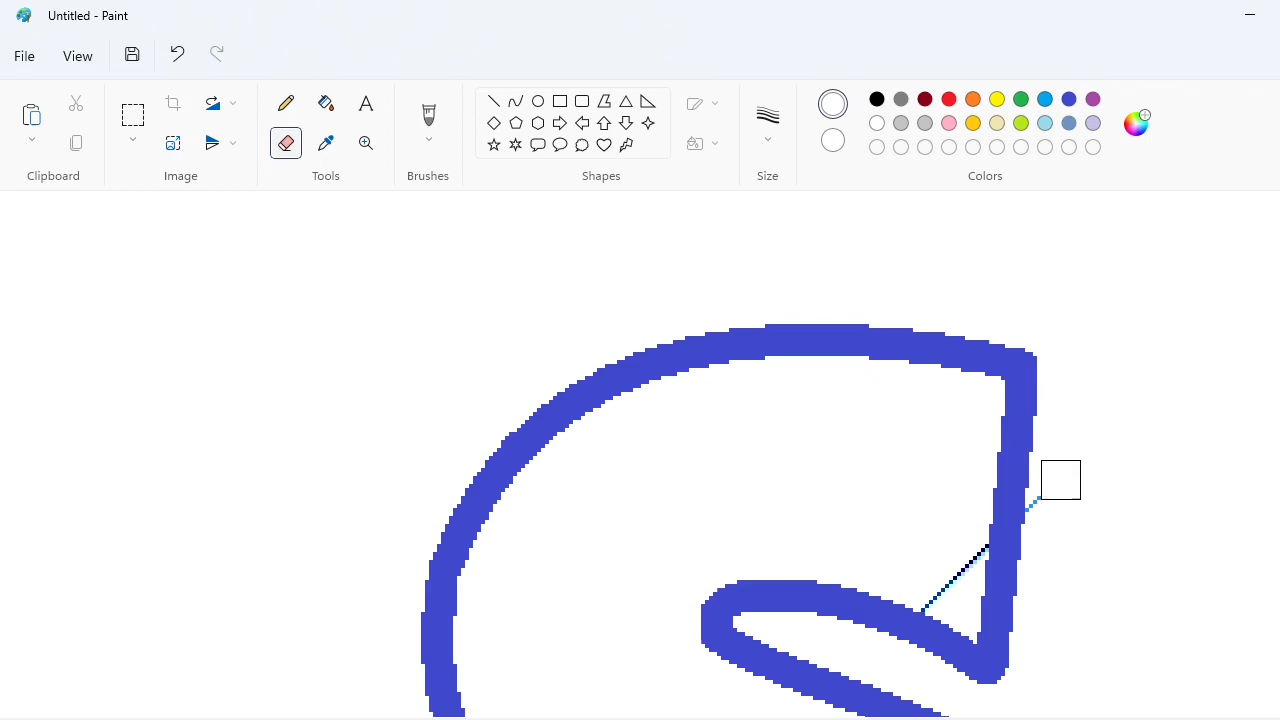 Untitled - Paint
File View
Clipboard Image Tools Brushes Shapes Size Colors